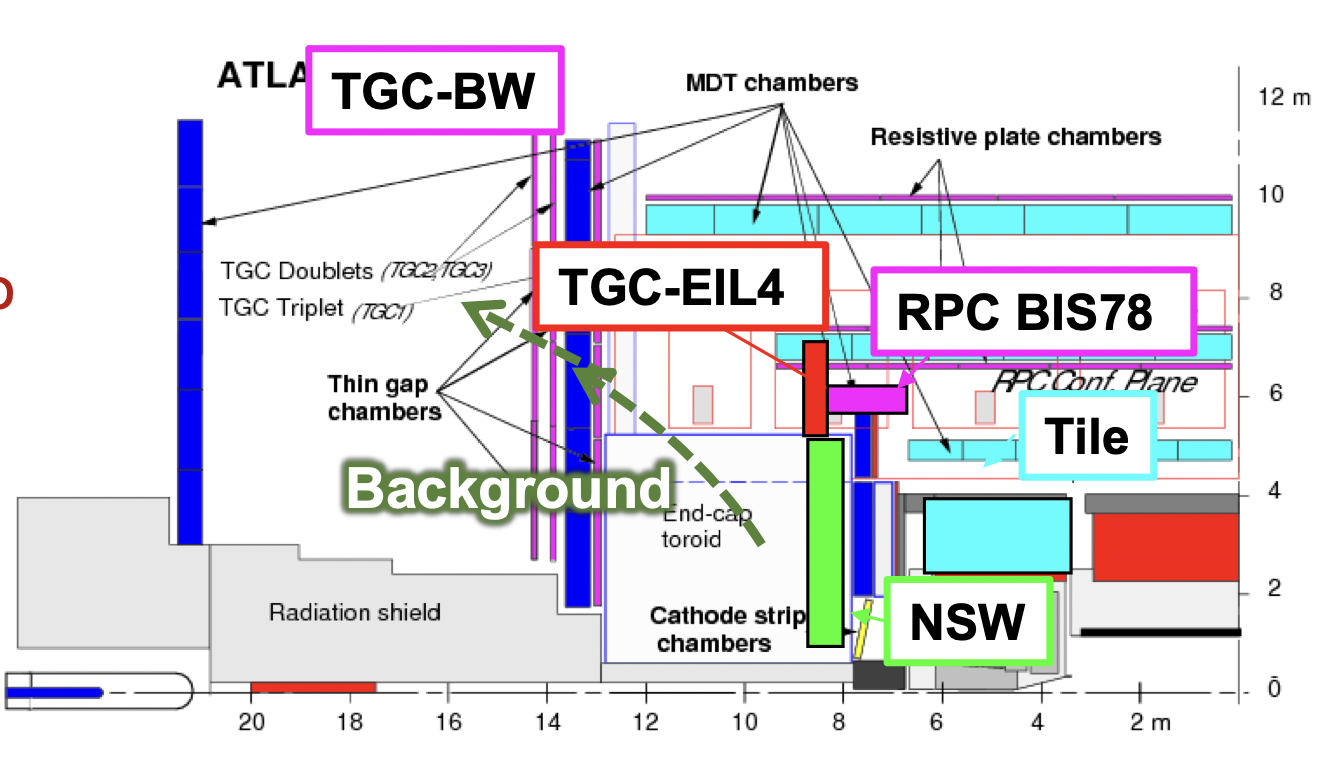 ATLA
TGC-BW
MDT chambers
12 m
Resistive plate chambers
10
TGC Doublets (TGC2,TGC3)
TGC Triplet (TGC1)
TGC-EIL4
8
RPC BIS78
RPC Conf. Plane
Thin gap
chambers
6
Tile
Background
4
End-cap
toroid
2
Radiation shield
Cathode strip
chambers
NSW
0
20
18
16
14
12
10
8
6
4
2 m